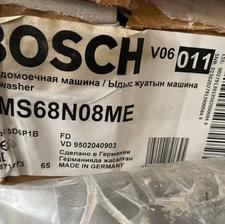 BOSCH V06 011
домоечная машина / Ыдыс жуатын машина
washer
MS68N08ME
SD6P1B
FD
VD 9502040903
Сделано в Германии
Германияда жасалған
65 MADE IN GERMANY